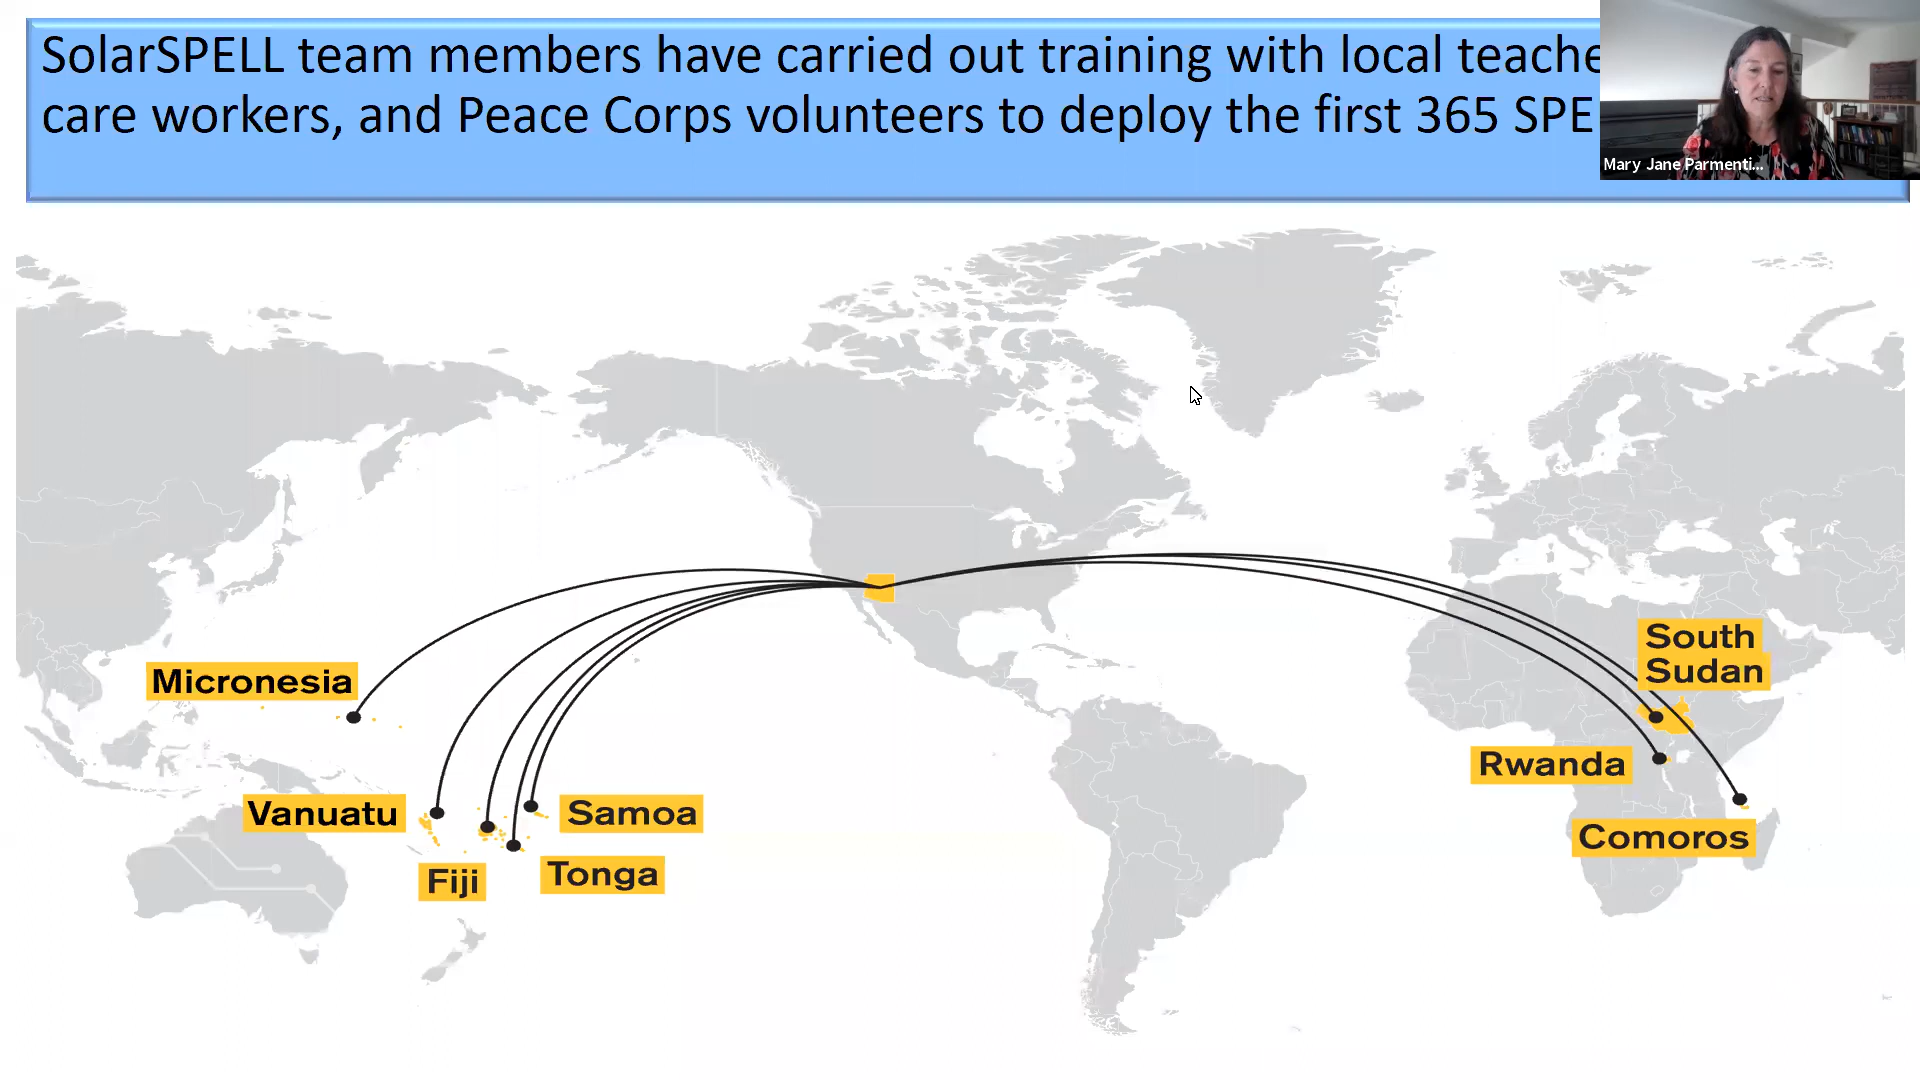 SolarSPELL team members have carried out training with local teache
care workers, and Peace Corps volunteers to deploy the first 365 SPE
Mary Jane Parmenti...
South
Sudan
Micronesia
Rwanda
Vanuatu
Samoa
Comoros
Fiji
Tonga